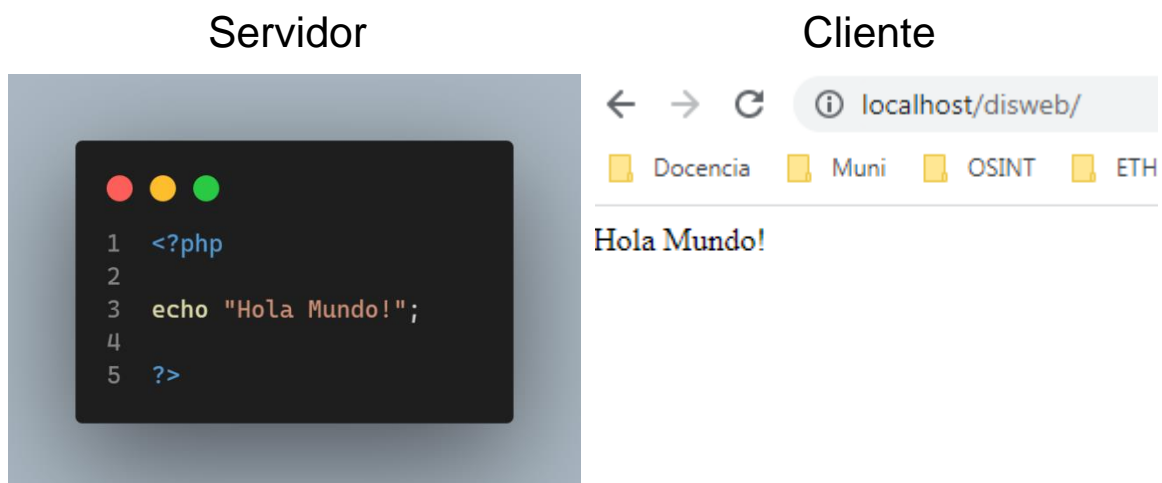 Servidor
Cliente
1 <?php
2
3 echo "Hola Mundo!";
4
5 ?>
localhost/disweb/
Docencia Muni OSINT ETH
Hola Mundo!